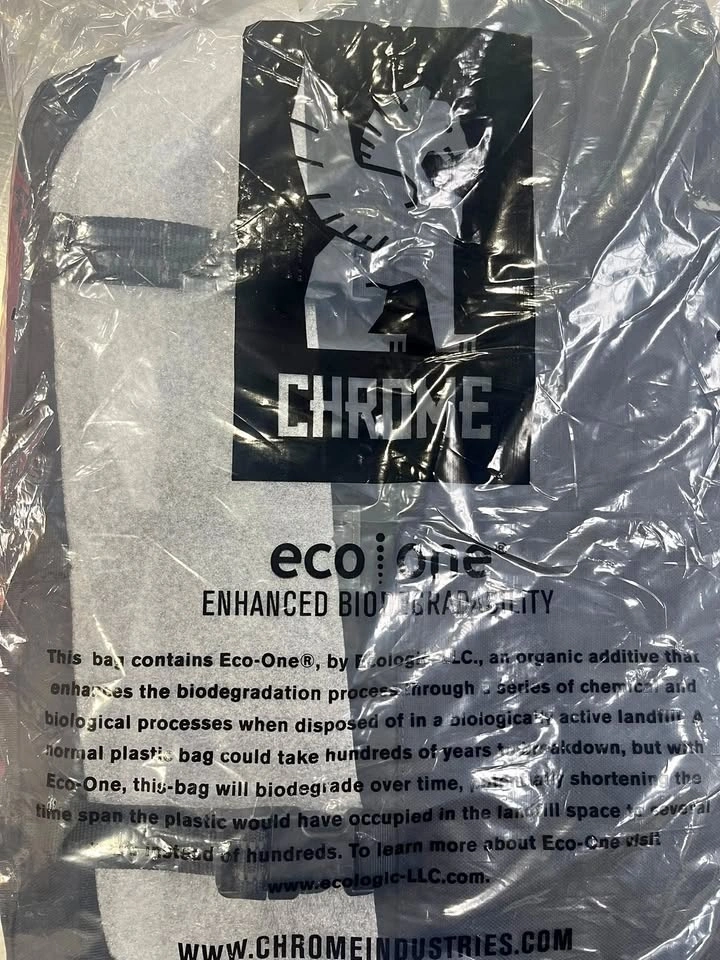 CHROME
eco one®
ENHANCED BIODEGRADABILITY
This bag contains Eco-One®, by Ecologic LLC., an organic additive that
enhances the biodegradation process through a series of chemical and
biological processes when disposed of in a biologically active landfill. A
normal plastic bag could take hundreds of years to breakdown, but with
Eco-One, this-bag will biodegrade over time, potentially shortening the
time span the plastic would have occupied in the landfill space to several
instead of hundreds. To learn more about Eco-One visit
www.ecologic-LLC.com.
WWW.CHROMEINDUSTRIES.COM